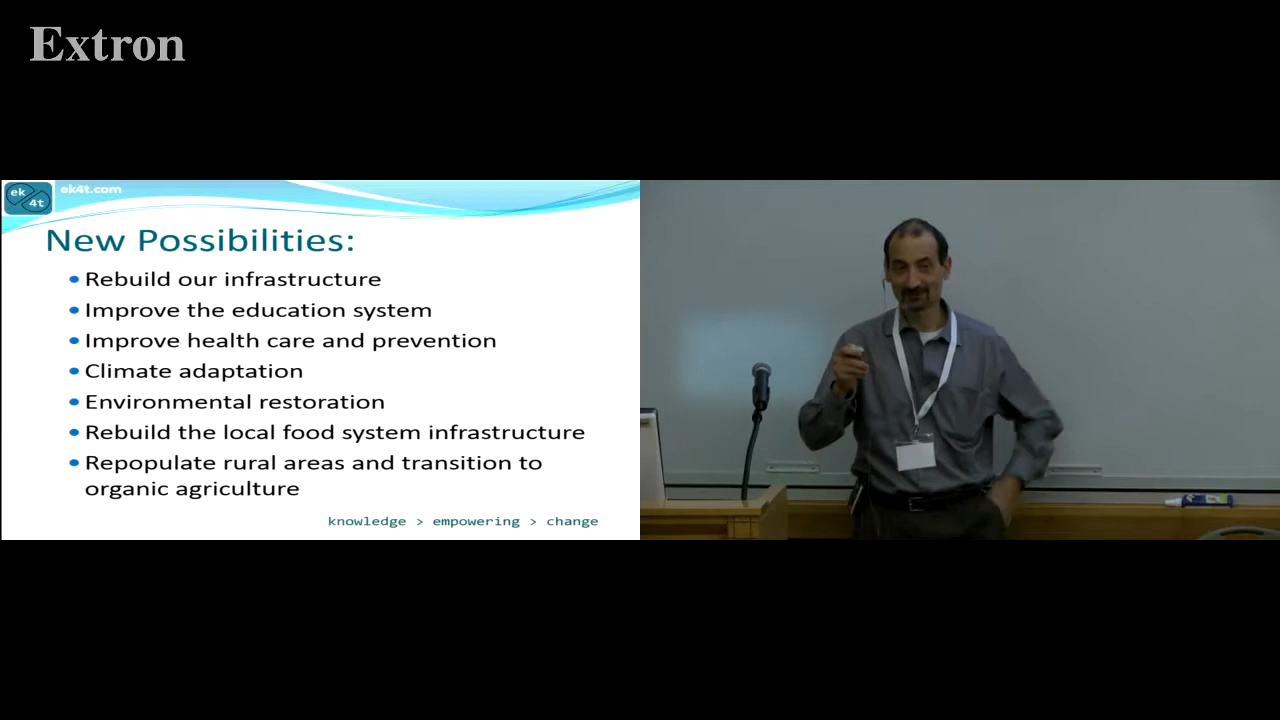 Extron
ek
4t
ek4t.com
New Possibilities:
• Rebuild our infrastructure
• Improve the education system
• Improve health care and prevention
• Climate adaptation
• Environmental restoration
• Rebuild the local food system infrastructure
• Repopulate rural areas and transition to
organic agriculture
knowledge > empowering > change